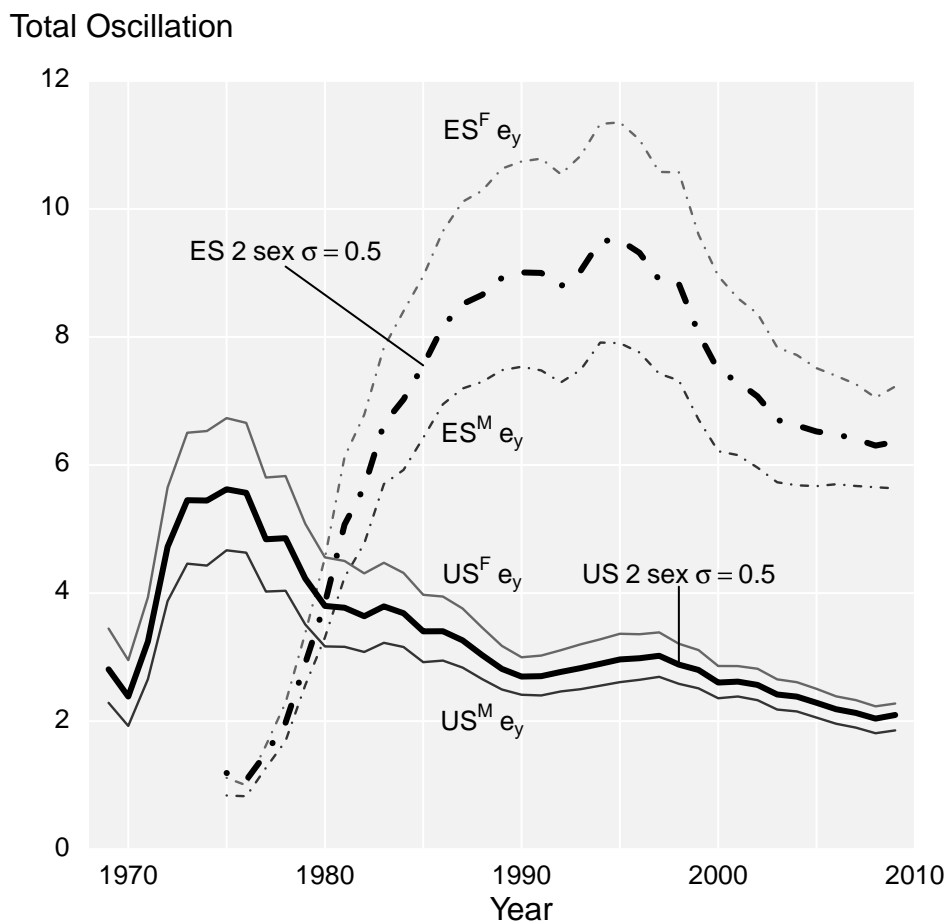 Total Oscillation
12
10
8
6
4
2
0
ES^F e_y
ES 2 sex σ = 0.5
ES^M e_y
US^F e_y
US 2 sex σ = 0.5
US^M e_y
1970
1980
1990
2000
2010
Year